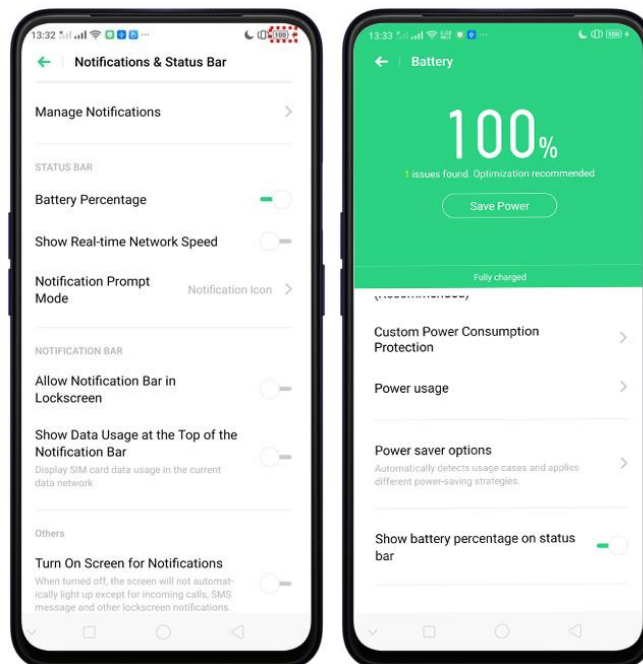 13:32
100
Notifications & Status Bar
Manage Notifications
STATUS BAR
Battery Percentage
Show Real-time Network Speed
Notification Prompt
Mode
Notification Icon
NOTIFICATION BAR
Allow Notification Bar in
Lockscreen
Show Data Usage at the Top of the
Notification Bar
Display SIM card data usage in the current
data network
Others
Turn On Screen for Notifications
When turned off, the screen will not automat-
ically light up except for incoming calls, SMS
message and other lockscreen notifications.
13:33
100
Battery
100%
1 issues found. Optimization recommended
Save Power
Fully charged
(Recommended)
Custom Power Consumption
Protection
Power usage
Power saver options
Automatically detects usage cases and applies
different power-saving strategies.
Show battery percentage on status
bar